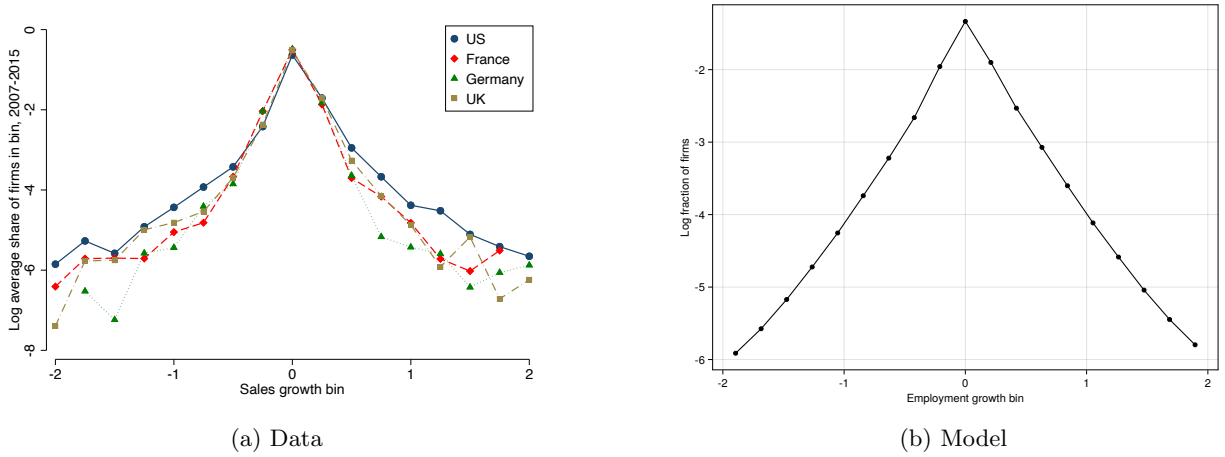 Log average share of firms in bin, 2007-2015
0
-2
-4
-6
-8
US
France
Germany
UK
-2 -1 0 1 2
Sales growth bin
(a) Data
Log fraction of firms
-2
-3
-4
-5
-6
-2 -1 0 1 2
Employment growth bin
(b) Model